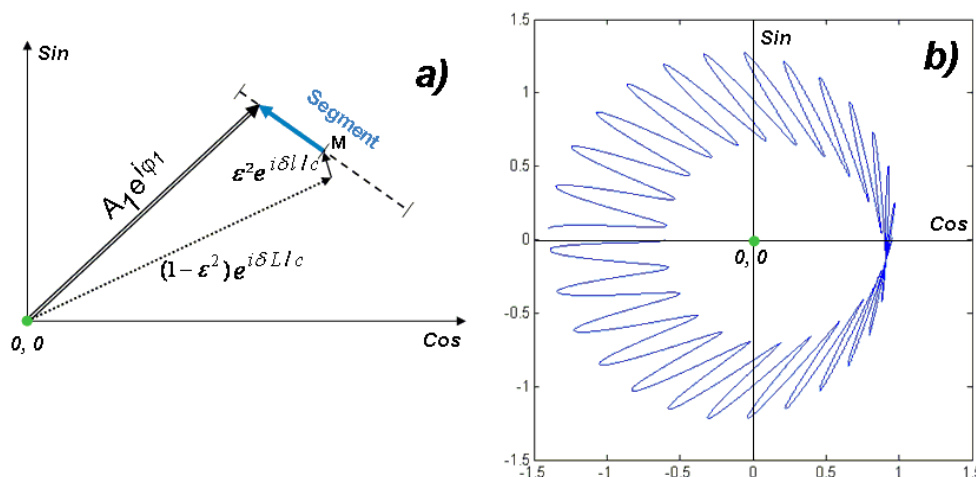 Sin
a)
Segment
M
A₁e^{iφ1}
ε²e^{iδl/c}
(1-ε²)e^{iδL/c}
0, 0
Cos
1.5
Sin
b)
1
0.5
0
Cos
0, 0
-0.5
-1
-1.5
-1.5 -1 -0.5 0 0.5 1 1.5